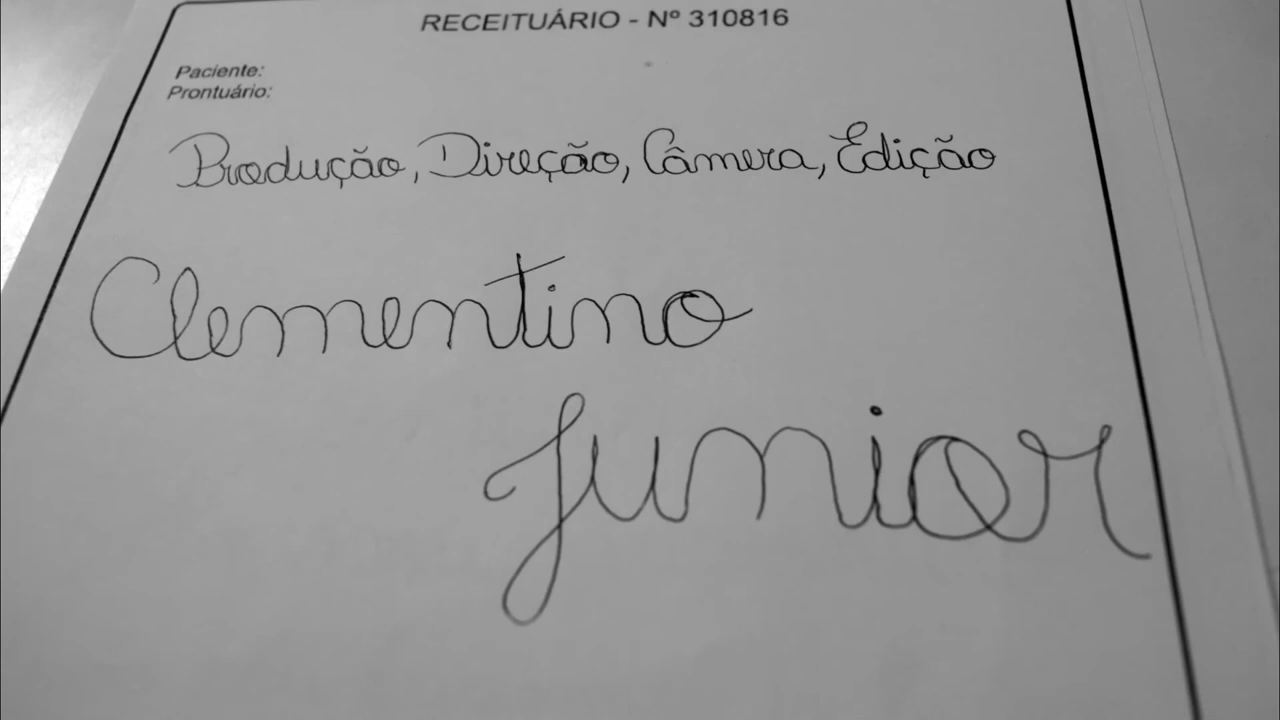 RECEITUÁRIO - Nº 310816
Paciente:
Prontuário:
Produção, Direção, Câmera, Edição
Clementino
Junior